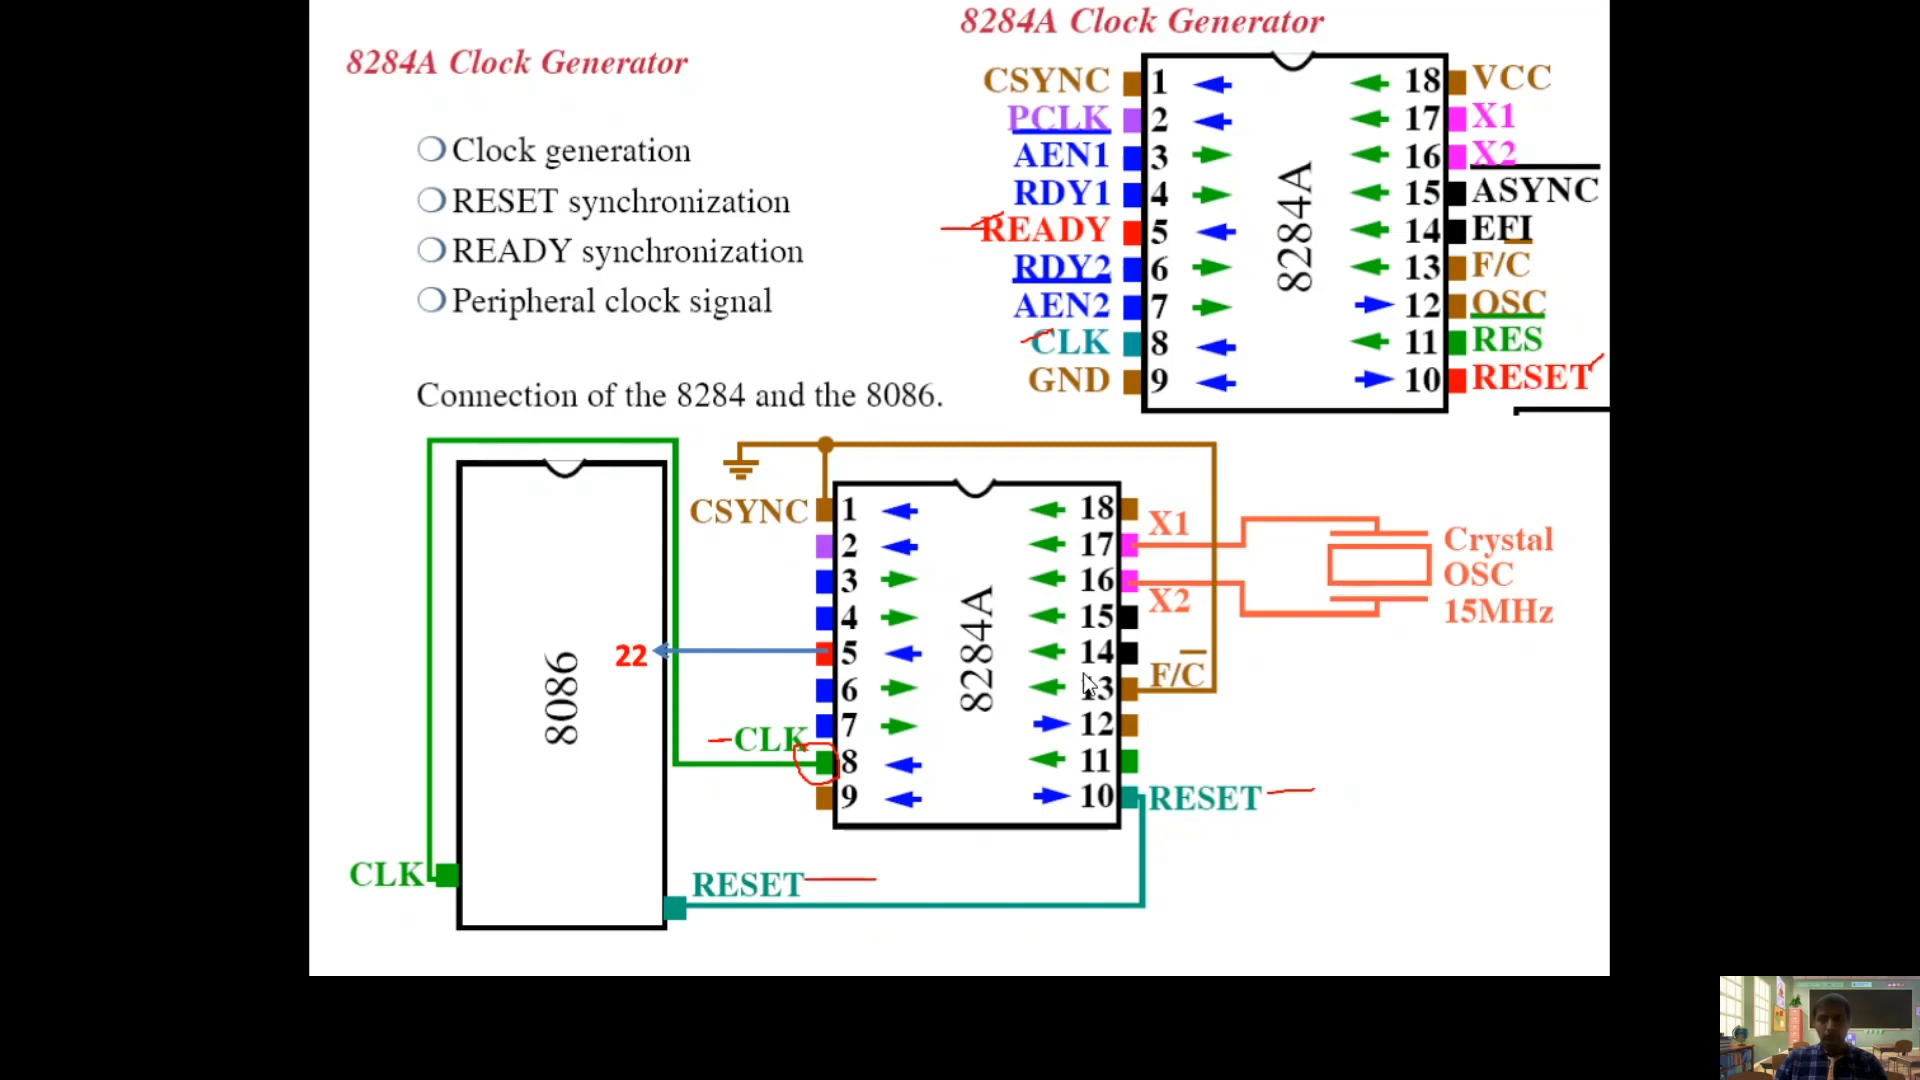 8284A Clock Generator
Clock generation
RESET synchronization
READY synchronization
Peripheral clock signal
8284A Clock Generator
CSYNC 1
PCLK 2
AEN1 3
RDY1 4
READY 5
RDY2 6
AEN2 7
CLK 8
GND 9
8284A
18 VCC
17 X1
16 X2
15 ASYNC
14 EFI
13 F/C
12 OSC
11 RES
10 RESET
Connection of the 8284 and the 8086.
8086
22
CLK
RESET
CSYNC 1
2
3
4
5
6
7
CLK 8
9
8284A
18
17 X1
16 X2
15
14
13 F/C
12
11
10 RESET
Crystal
OSC
15MHz